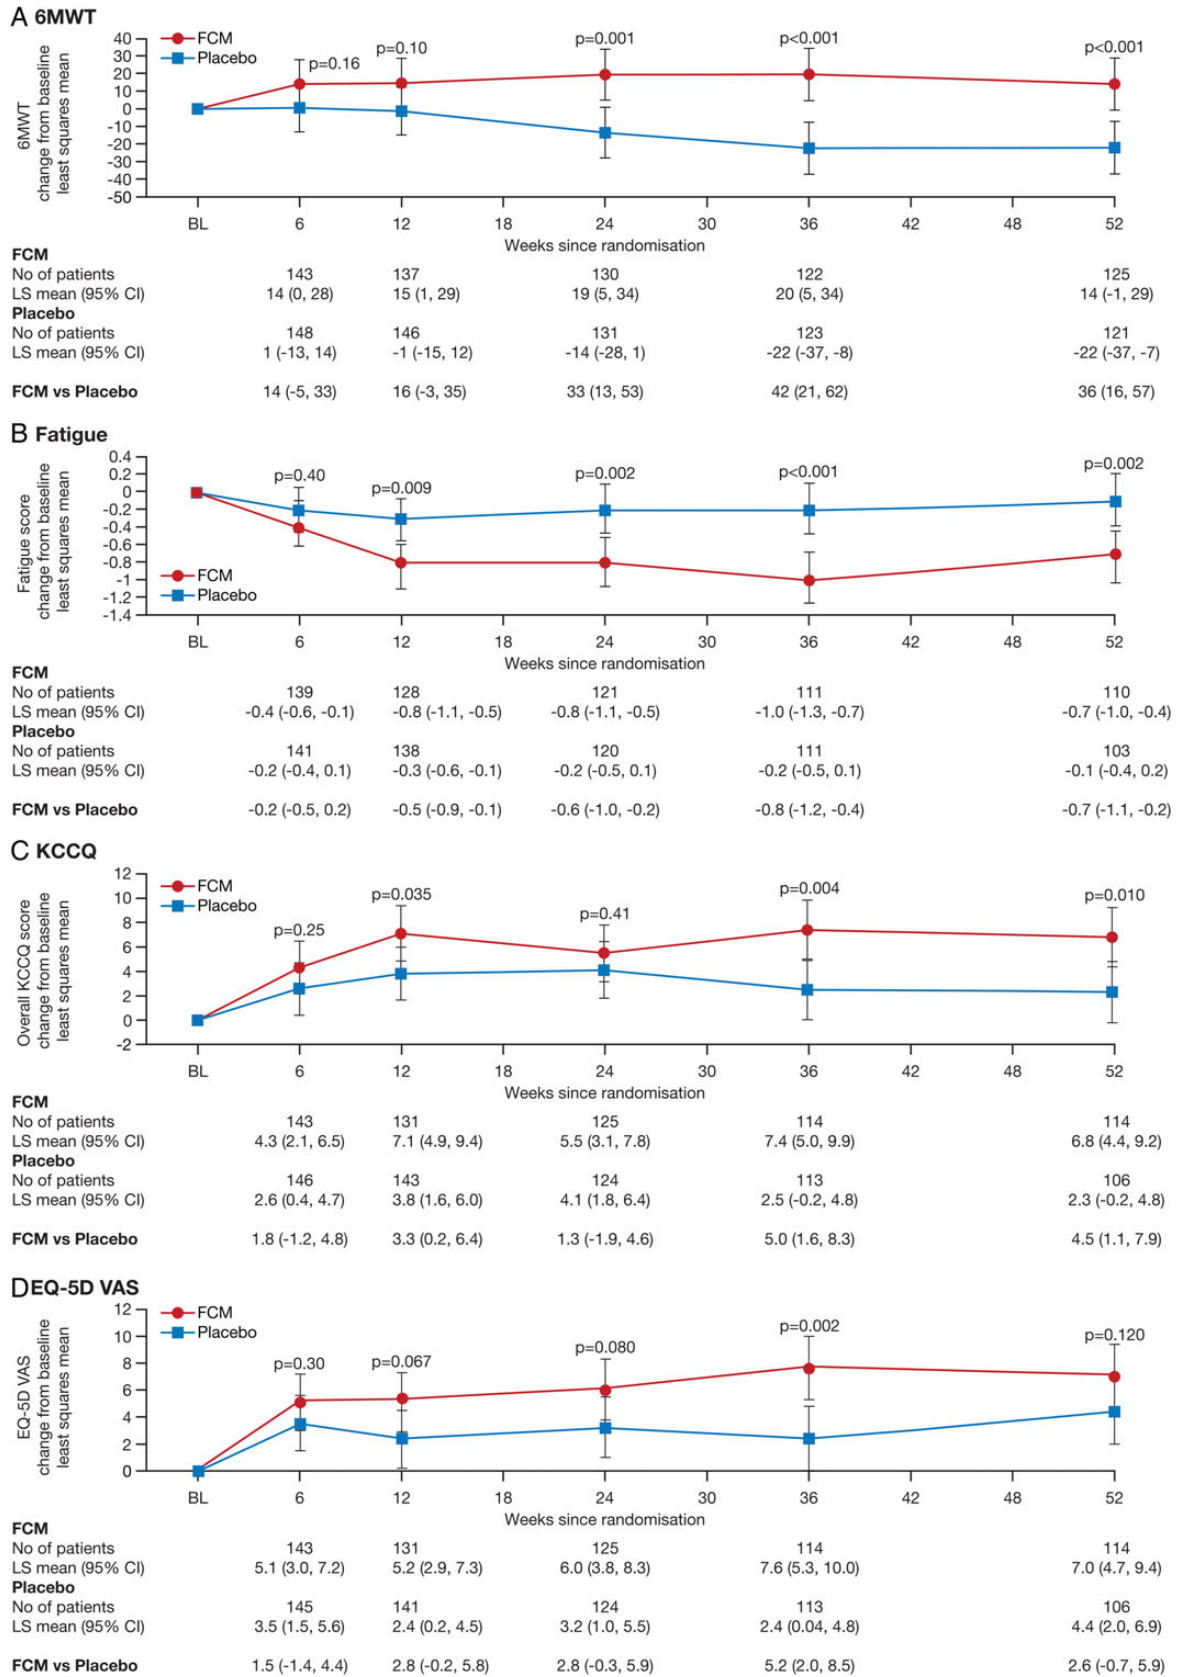 A 6MWT
40
30
20
10
0
-10
-20
-30
-40
-50
6MWT
change from baseline
least squares mean
FCM
Placebo
p=0.16
p=0.10
p=0.001
p<0.001
p<0.001
BL 6 12 18 24 30 36 42 48 52
Weeks since randomisation
FCM
No of patients 143 137 130 122 125
LS mean (95% CI) 14 (0, 28) 15 (1, 29) 19 (5, 34) 20 (5, 34) 14 (-1, 29)
Placebo
No of patients 148 146 131 123 121
LS mean (95% CI) 1 (-13, 14) -1 (-15, 12) -14 (-28, 1) -22 (-37, -8) -22 (-37, -7)
FCM vs Placebo 14 (-5, 33) 16 (-3, 35) 33 (13, 53) 42 (21, 62) 36 (16, 57)
B Fatigue
0.4
0.2
0
-0.2
-0.4
-0.6
-0.8
-1
-1.2
-1.4
Fatigue score
change from baseline
least squares mean
p=0.40
p=0.009
p=0.002
p<0.001
p=0.002
FCM
Placebo
BL 6 12 18 24 30 36 42 48 52
Weeks since randomisation
FCM
No of patients 139 128 121 111 110
LS mean (95% CI) -0.4 (-0.6, -0.1) -0.8 (-1.1, -0.5) -0.8 (-1.1, -0.5) -1.0 (-1.3, -0.7) -0.7 (-1.0, -0.4)
Placebo
No of patients 141 138 120 111 103
LS mean (95% CI) -0.2 (-0.4, 0.1) -0.3 (-0.6, -0.1) -0.2 (-0.5, 0.1) -0.2 (-0.5, 0.1) -0.1 (-0.4, 0.2)
FCM vs Placebo -0.2 (-0.5, 0.2) -0.5 (-0.9, -0.1) -0.6 (-1.0, -0.2) -0.8 (-1.2, -0.4) -0.7 (-1.1, -0.2)
C KCCQ
12
10
8
6
4
2
0
-2
Overall KCCQ score
change from baseline
least squares mean
FCM
Placebo
p=0.25
p=0.035
p=0.41
p=0.004
p=0.010
BL 6 12 18 24 30 36 42 48 52
Weeks since randomisation
FCM
No of patients 143 131 125 114 114
LS mean (95% CI) 4.3 (2.1, 6.5) 7.1 (4.9, 9.4) 5.5 (3.1, 7.8) 7.4 (5.0, 9.9) 6.8 (4.4, 9.2)
Placebo
No of patients 146 143 124 113 106
LS mean (95% CI) 2.6 (0.4, 4.7) 3.8 (1.6, 6.0) 4.1 (1.8, 6.4) 2.5 (-0.2, 4.8) 2.3 (-0.2, 4.8)
FCM vs Placebo 1.8 (-1.2, 4.8) 3.3 (0.2, 6.4) 1.3 (-1.9, 4.6) 5.0 (1.6, 8.3) 4.5 (1.1, 7.9)
D EQ-5D VAS
12
10
8
6
4
2
0
EQ-5D VAS
change from baseline
least squares mean
FCM
Placebo
p=0.30
p=0.067
p=0.080
p=0.002
p=0.120
BL 6 12 18 24 30 36 42 48 52
Weeks since randomisation
FCM
No of patients 143 131 125 114 114
LS mean (95% CI) 5.1 (3.0, 7.2) 5.2 (2.9, 7.3) 6.0 (3.8, 8.3) 7.6 (5.3, 10.0) 7.0 (4.7, 9.4)
Placebo
No of patients 145 141 124 113 106
LS mean (95% CI) 3.5 (1.5, 5.6) 2.4 (0.2, 4.5) 3.2 (1.0, 5.5) 2.4 (0.04, 4.8) 4.4 (2.0, 6.9)
FCM vs Placebo 1.5 (-1.4, 4.4) 2.8 (-0.2, 5.8) 2.8 (-0.3, 5.9) 5.2 (2.0, 8.5) 2.6 (-0.7, 5.9)